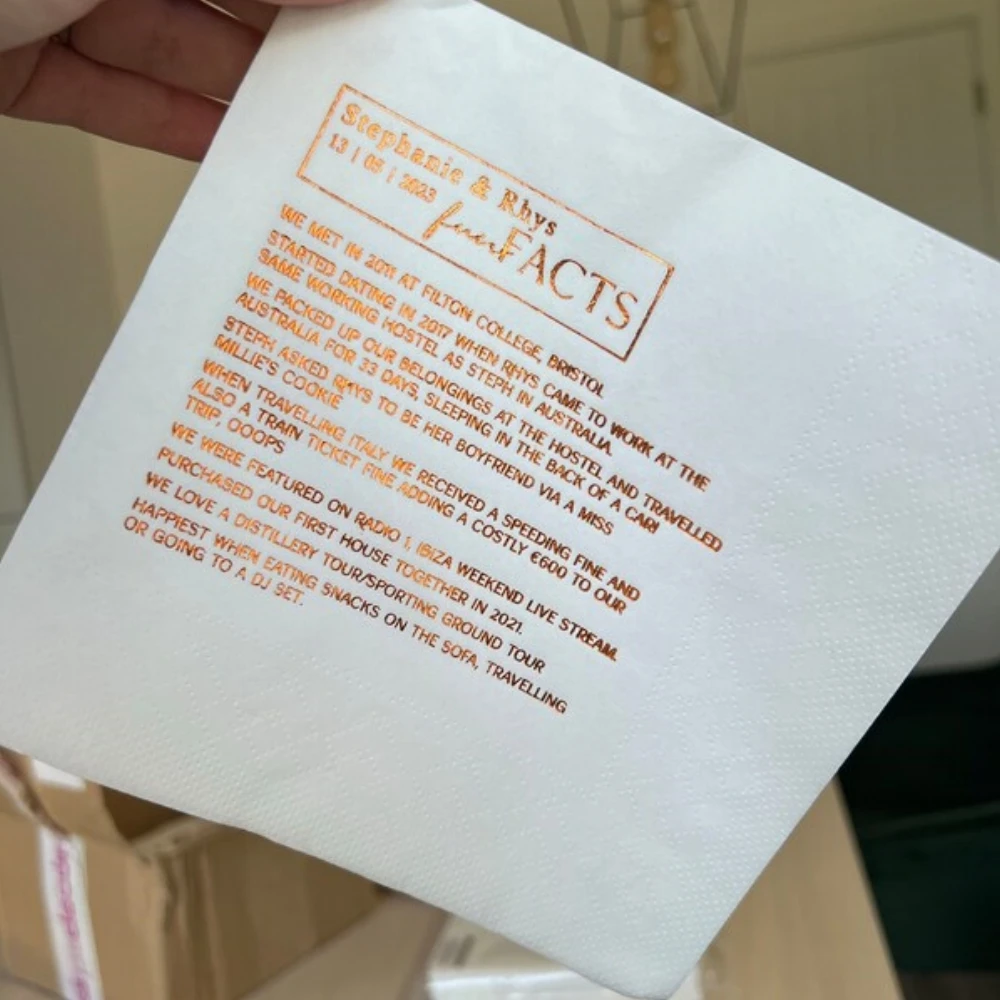 Stephanie & Rhys
13 | 05 | 2023
fun FACTS
WE MET IN 2011 AT FILTON COLLEGE, BRISTOL
STARTED DATING IN 2017 WHEN RHYS CAME TO WORK AT THE
SAME WORKING HOSTEL AS STEPH IN AUSTRALIA.
WE PACKED UP OUR BELONGINGS AT THE HOSTEL AND TRAVELLED
AUSTRALIA FOR 33 DAYS, SLEEPING IN THE BACK OF A CAR!
STEPH ASKED RHYS TO BE HER BOYFRIEND VIA A MISS
MILLIE'S COOKIE
WHEN TRAVELLING ITALY WE RECEIVED A SPEEDING FINE AND
ALSO A TRAIN TICKET FINE ADDING A COSTLY €600 TO OUR
TRIP, OOOPS
WE WERE FEATURED ON RADIO 1, IBIZA WEEKEND LIVE STREAM.
PURCHASED OUR FIRST HOUSE TOGETHER IN 2021.
WE LOVE A DISTILLERY TOUR/SPORTING GROUND TOUR
HAPPIEST WHEN EATING SNACKS ON THE SOFA, TRAVELLING
OR GOING TO A DJ SET.